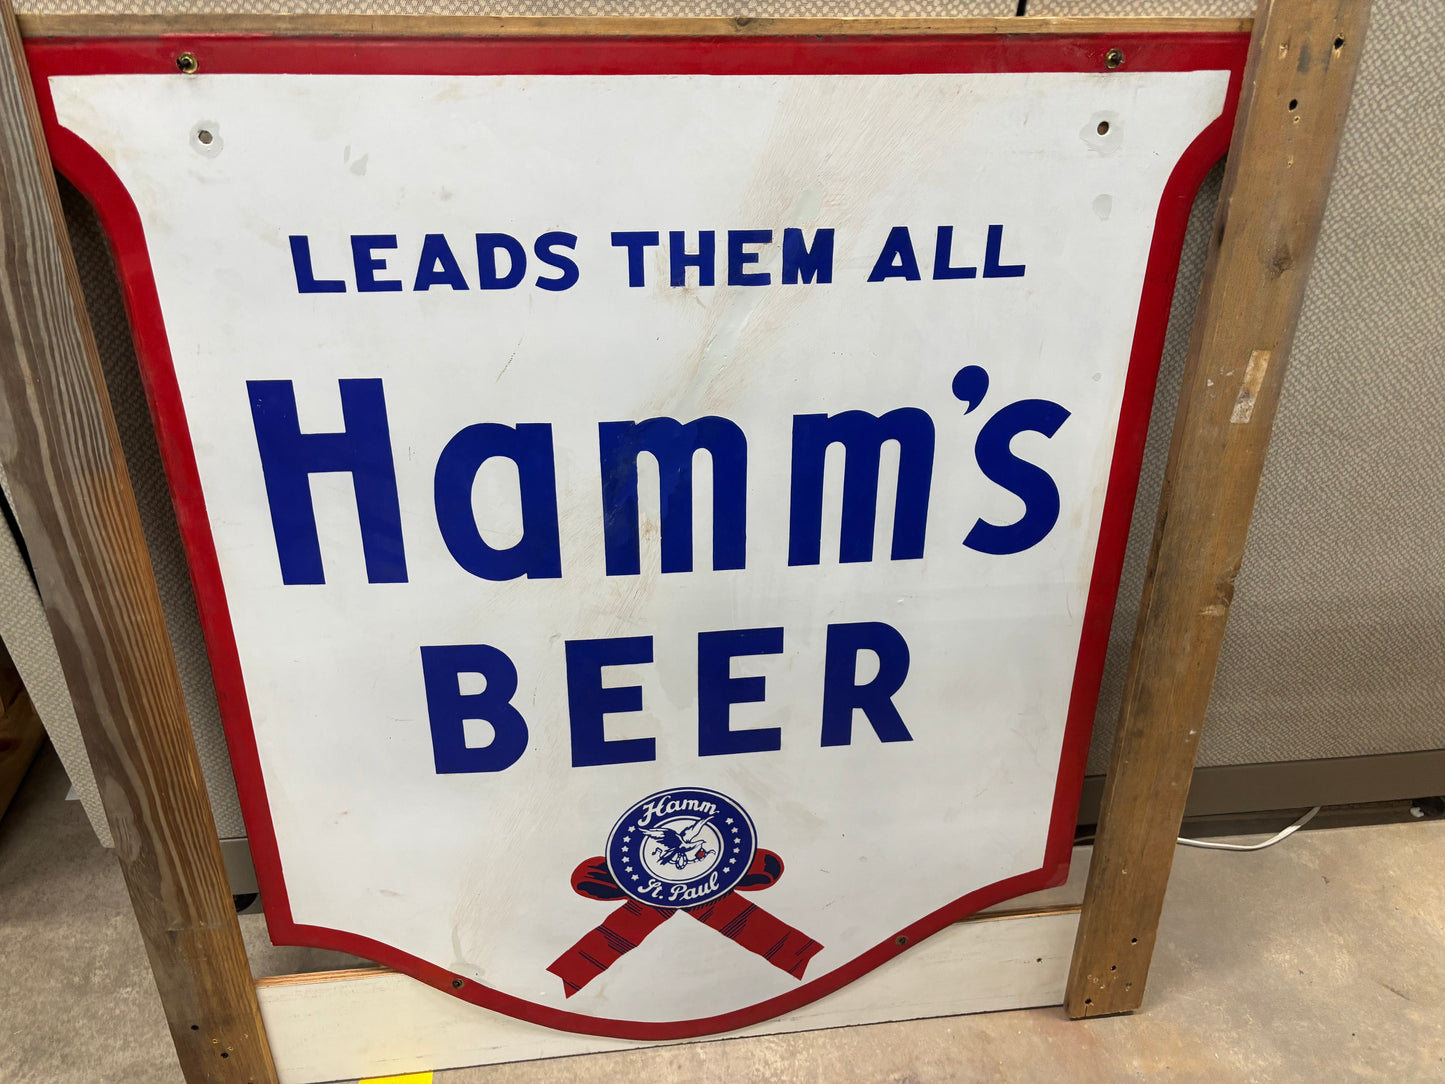 LEADS THEM ALL
Hamm's
BEER
Hamm
St. Paul